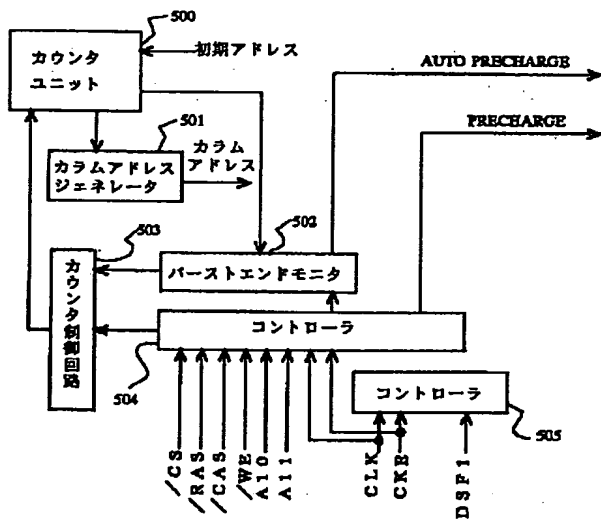 500
カウンタ
ユニット
初期アドレス
AUTO PRECHARGE
PRECHARGE
501
カラムアドレス
ジェネレータ
カラム
アドレス
502
503
バーストエンドモニタ
カウンタ制御回路
コントローラ
504
コントローラ
505
/CS
/RAS
/CAS
/WE
A10
A11
CLK
CKE
DSF1